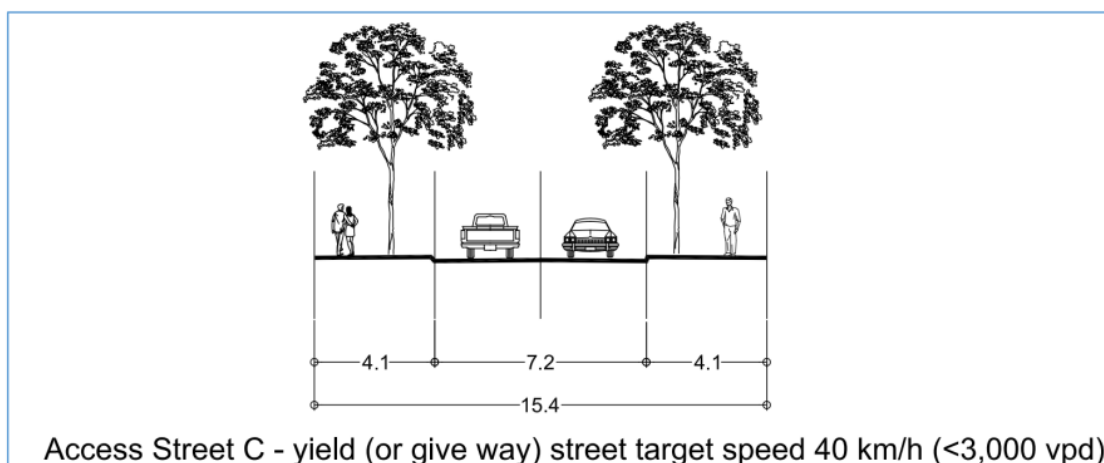 4.1 7.2 4.1
15.4
Access Street C - yield (or give way) street target speed 40 km/h (<3,000 vpd)